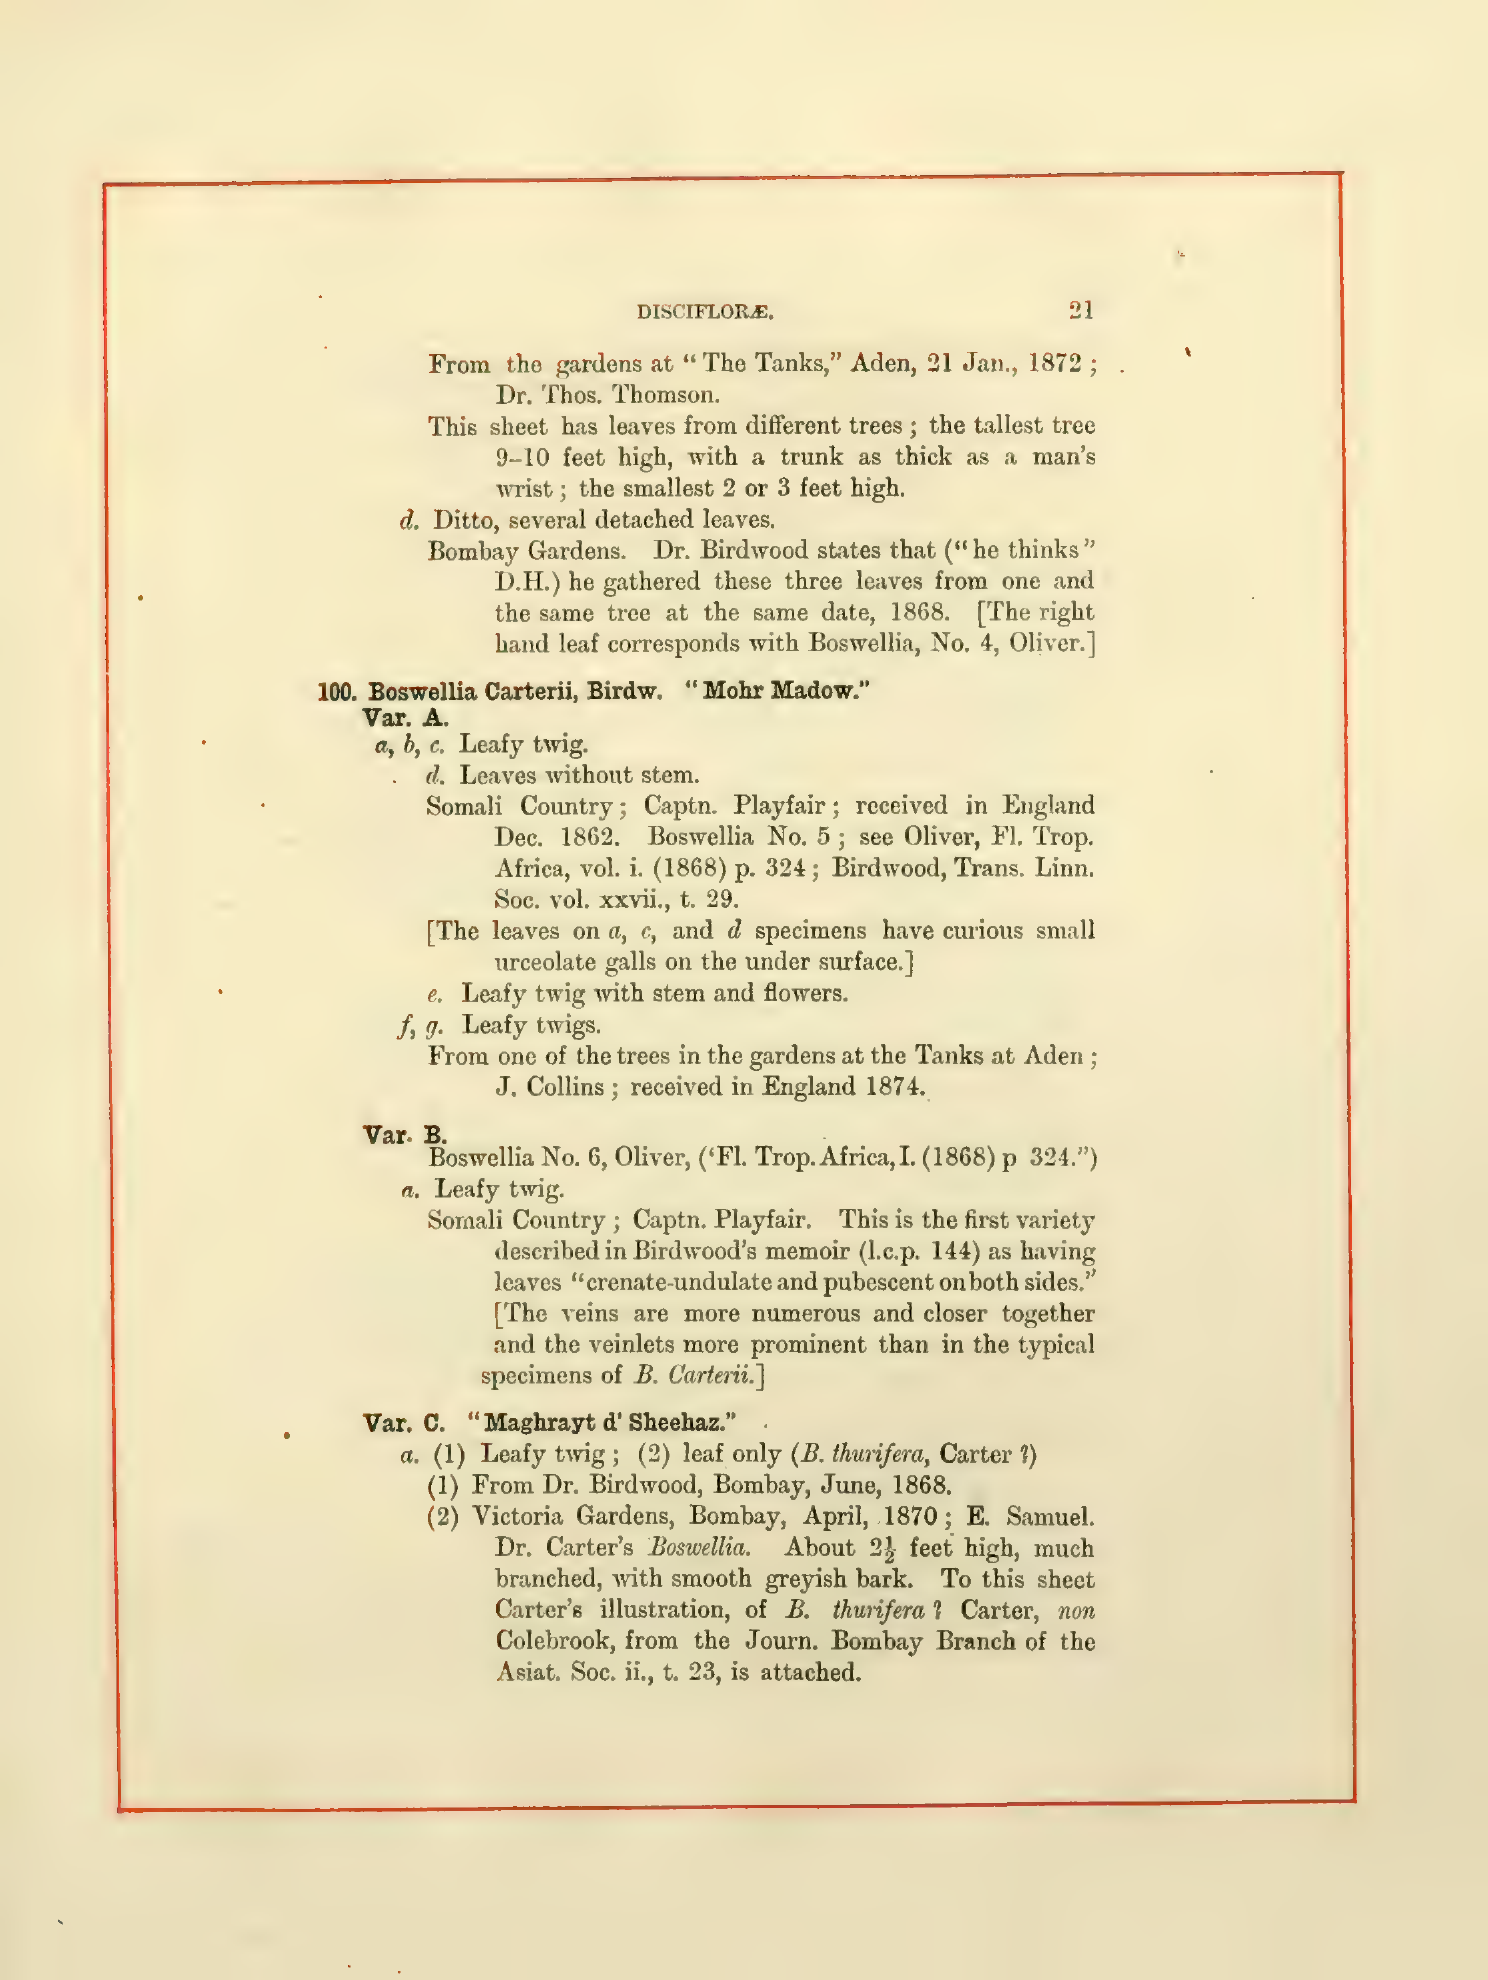 DISCIFLORÆ. 21
From the gardens at “The Tanks,” Aden, 21 Jan., 1872;
Dr. Thos. Thomson.
This sheet has leaves from different trees; the tallest tree
9–10 feet high, with a trunk as thick as a man’s
wrist; the smallest 2 or 3 feet high.
d. Ditto, several detached leaves.
Bombay Gardens. Dr. Birdwood states that (“he thinks”
D.H.) he gathered these three leaves from one and
the same tree at the same date, 1868. [The right
hand leaf corresponds with Boswellia, No. 4, Oliver.]
100. Boswellia Carterii, Birdw. “Mohr Madow.”
Var. A.
a, b, c. Leafy twig.
d. Leaves without stem.
Somali Country; Captn. Playfair; received in England
Dec. 1862. Boswellia No. 5; see Oliver, Fl. Trop.
Africa, vol. i. (1868) p. 324; Birdwood, Trans. Linn.
Soc. vol. xxvii., t. 29.
[The leaves on a, c, and d specimens have curious small
urceolate galls on the under surface.]
e. Leafy twig with stem and flowers.
f, g. Leafy twigs.
From one of the trees in the gardens at the Tanks at Aden;
J. Collins; received in England 1874.
Var. B.
Boswellia No. 6, Oliver, (‘Fl. Trop. Africa, I. (1868) p 324.”)
a. Leafy twig.
Somali Country; Captn. Playfair. This is the first variety
described in Birdwood’s memoir (l.c.p. 144) as having
leaves “crenate-undulate and pubescent on both sides.”
[The veins are more numerous and closer together
and the veinlets more prominent than in the typical
specimens of B. Carterii.]
Var. C. “Maghrayt d’ Sheehaz.”
a. (1) Leafy twig; (2) leaf only (B. thurifera, Carter ?)
(1) From Dr. Birdwood, Bombay, June, 1868.
(2) Victoria Gardens, Bombay, April, 1870; E. Samuel.
Dr. Carter’s Boswellia. About 2½ feet high, much
branched, with smooth greyish bark. To this sheet
Carter’s illustration, of B. thurifera ? Carter, non
Colebrook, from the Journ. Bombay Branch of the
Asiat. Soc. ii., t. 23, is attached.